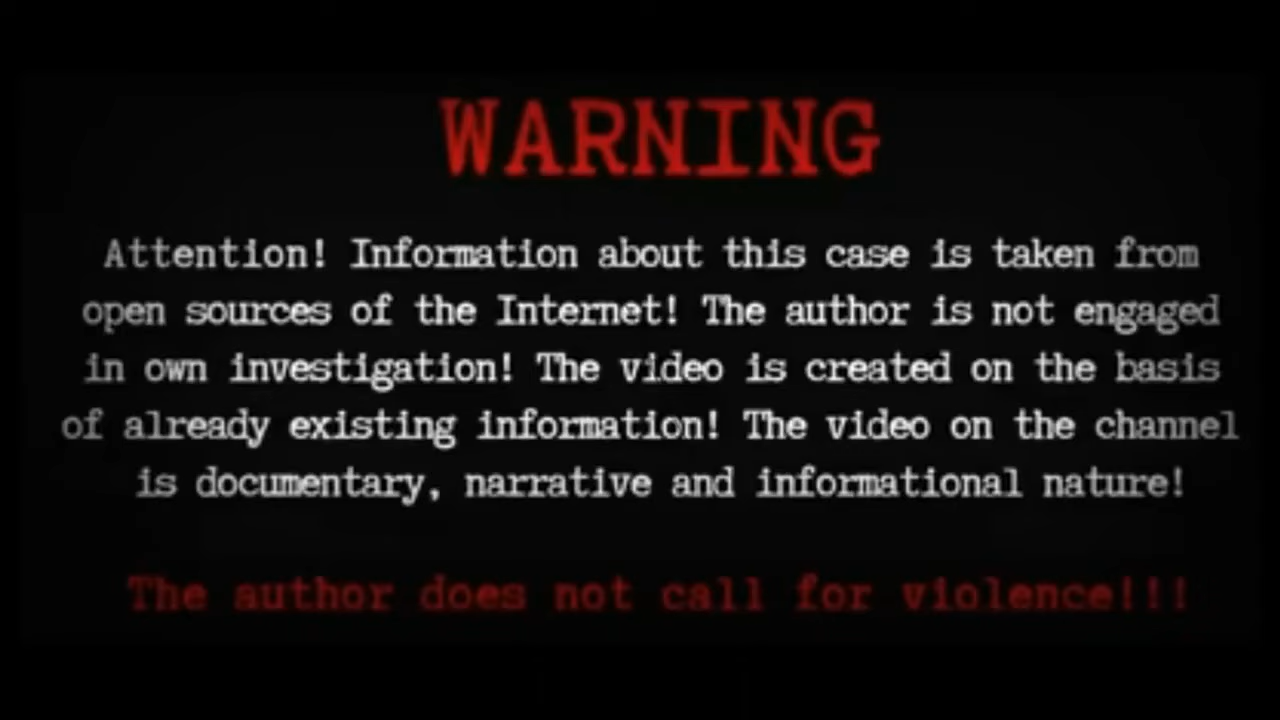 WARNING
Attention! Information about this case is taken from
open sources of the Internet! The author is not engaged
in own investigation! The video is created on the basis
of already existing information! The video on the channel
is documentary, narrative and informational nature!
The author does not call for violence!!!